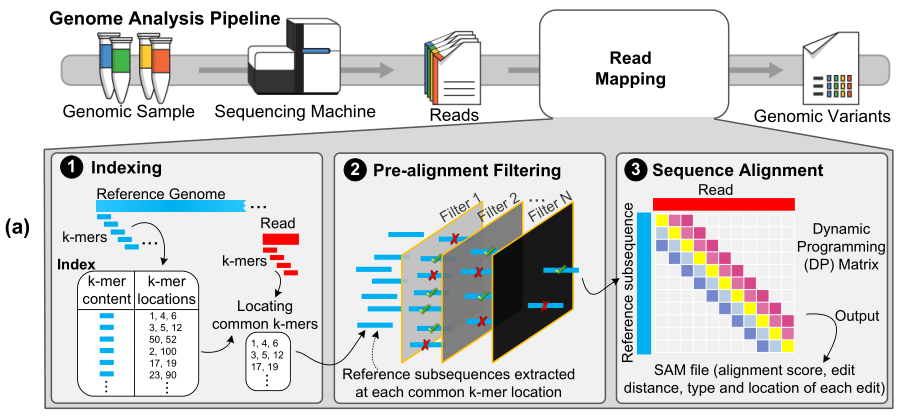 Genome Analysis Pipeline
Genomic Sample
Sequencing Machine
Reads
Read
Mapping
Genomic Variants
(a)
1 Indexing
Reference Genome
...
k-mers
...
Read
k-mers
Index
k-mer
content
k-mer
locations
1, 4, 6
3, 5, 12
50, 52
2, 100
17, 19
23, 90
⋮
⋮
Locating
common k-mers
1, 4, 6
3, 5, 12
17, 19
⋮
2 Pre-alignment Filtering
Filter 1
Filter 2
...
Filter N
Reference subsequences extracted
at each common k-mer location
3 Sequence Alignment
Read
Reference subsequence
Dynamic
Programming
(DP) Matrix
Output
SAM file (alignment score, edit
distance, type and location of each edit)